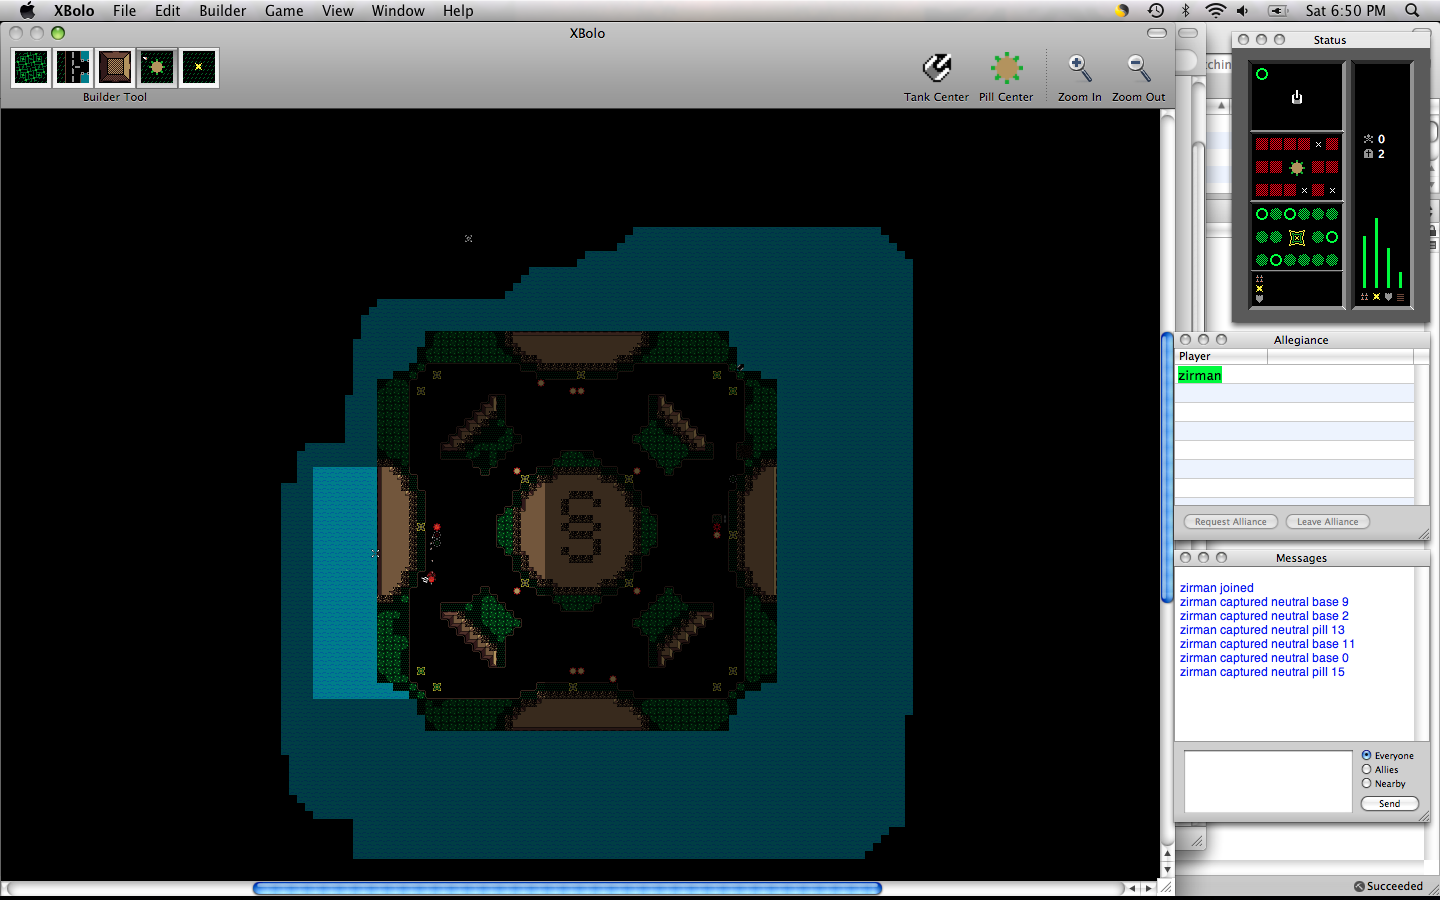 XBolo File Edit Builder Game View Window Help Sat 6:50 PM
XBolo
Builder Tool
Tank Center Pill Center Zoom In Zoom Out
Status
0
2
Allegiance
Player
zirman
Request Alliance Leave Alliance
Messages
zirman joined
zirman captured neutral base 9
zirman captured neutral base 2
zirman captured neutral pill 13
zirman captured neutral base 11
zirman captured neutral base 0
zirman captured neutral pill 15
Everyone
Allies
Nearby
Send
Succeeded